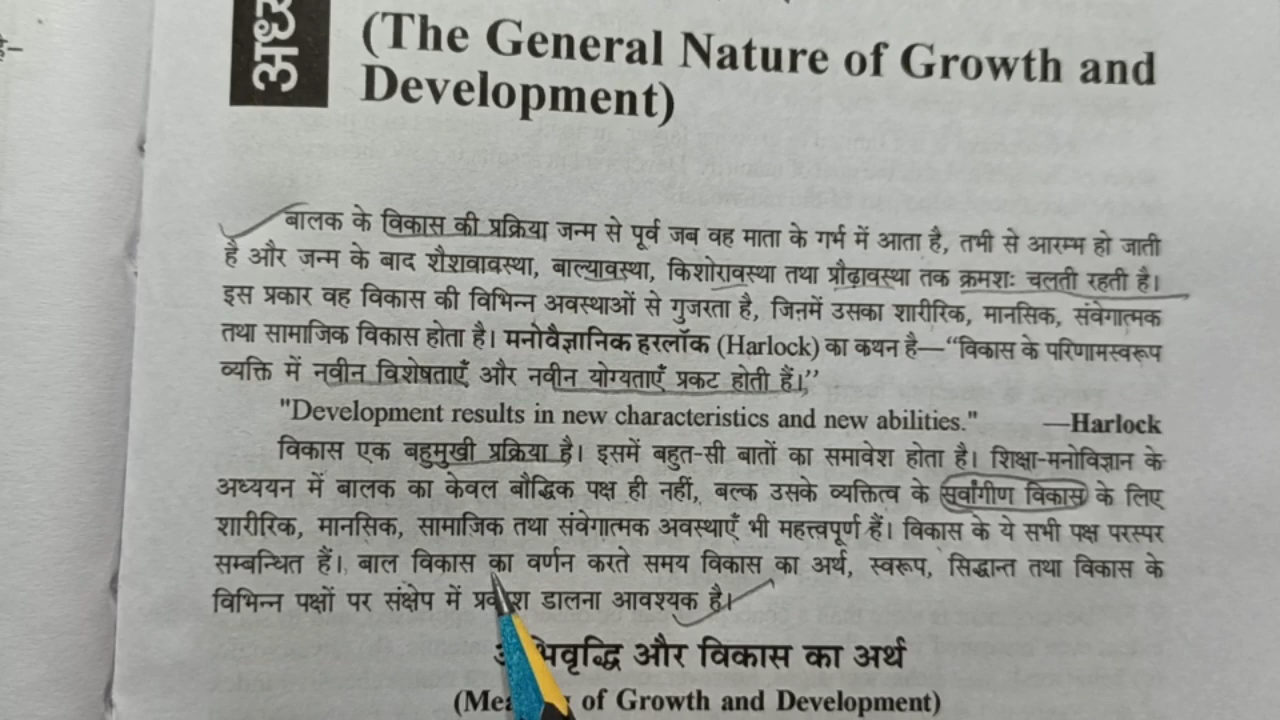 अध्
(The General Nature of Growth and
Development)
है–
बालक के विकास की प्रक्रिया जन्म से पूर्व जब वह माता के गर्भ में आता है, तभी से आरम्भ हो जाती
है और जन्म के बाद शैशवावस्था, बाल्यावस्था, किशोरावस्था तथा प्रौढ़ावस्था तक क्रमशः चलती रहती है।
इस प्रकार वह विकास की विभिन्न अवस्थाओं से गुजरता है, जिनमें उसका शारीरिक, मानसिक, संवेगात्मक
तथा सामाजिक विकास होता है। मनोवैज्ञानिक हरलॉक (Harlock) का कथन है—“विकास के परिणामस्वरूप
व्यक्ति में नवीन विशेषताएँ और नवीन योग्यताएँ प्रकट होती हैं।”
"Development results in new characteristics and new abilities." —Harlock
विकास एक बहुमुखी प्रक्रिया है। इसमें बहुत-सी बातों का समावेश होता है। शिक्षा-मनोविज्ञान के
अध्ययन में बालक का केवल बौद्धिक पक्ष ही नहीं, बल्क उसके व्यक्तित्व के सर्वांगीण विकास के लिए
शारीरिक, मानसिक, सामाजिक तथा संवेगात्मक अवस्थाएँ भी महत्त्वपूर्ण हैं। विकास के ये सभी पक्ष परस्पर
सम्बन्धित हैं। बाल विकास का वर्णन करते समय विकास का अर्थ, स्वरूप, सिद्धान्त तथा विकास के
विभिन्न पक्षों पर संक्षेप में डालना आवश्यक है।
और विकास का अर्थ
of Growth and Development)